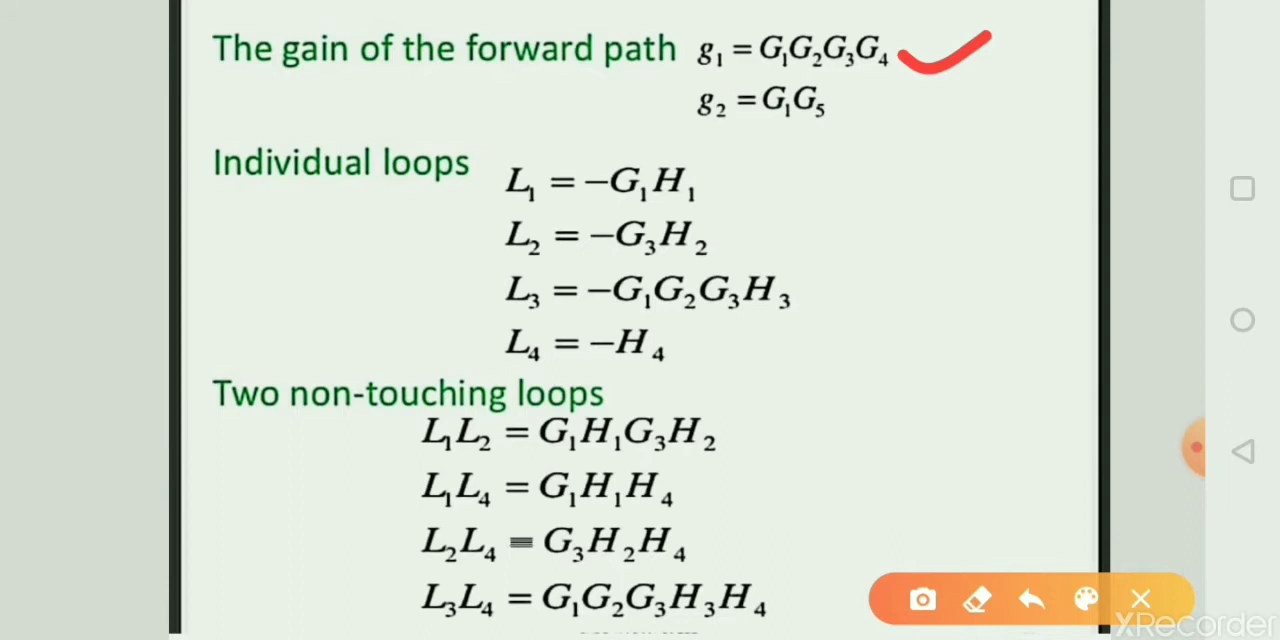 The gain of the forward path g₁ = G₁G₂G₃G₄
g₂ = G₁G₅
Individual loops
L₁ = −G₁H₁
L₂ = −G₃H₂
L₃ = −G₁G₂G₃H₃
L₄ = −H₄
Two non-touching loops
L₁L₂ = G₁H₁G₃H₂
L₁L₄ = G₁H₁H₄
L₂L₄ = G₃H₂H₄
L₃L₄ = G₁G₂G₃H₃H₄
XRecorder